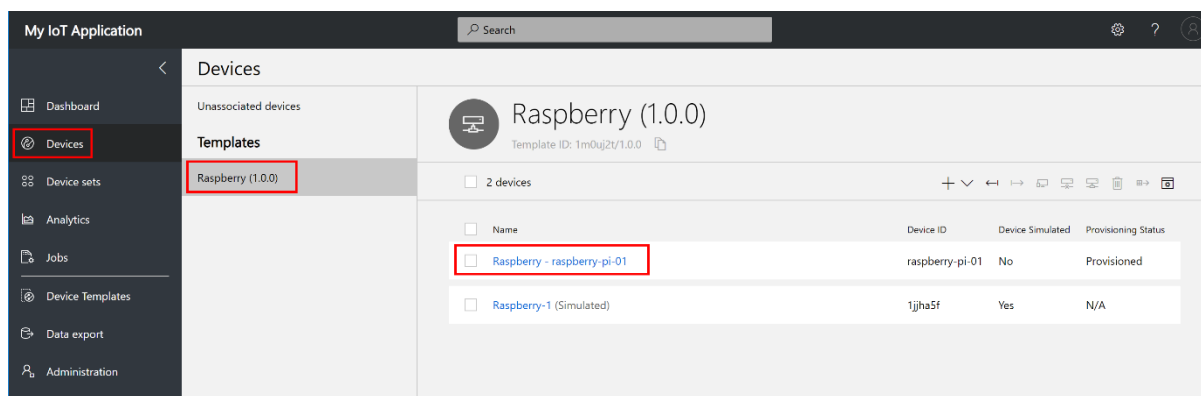 My IoT Application
Search
?
Devices
Dashboard
Devices
Device sets
Analytics
Jobs
Device Templates
Data export
Administration
Unassociated devices
Templates
Raspberry (1.0.0)
Raspberry (1.0.0)
Template ID: 1m0uj2t/1.0.0
2 devices
Name Device ID Device Simulated Provisioning Status
Raspberry - raspberry-pi-01 raspberry-pi-01 No Provisioned
Raspberry-1 (Simulated) 1jjha5f Yes N/A